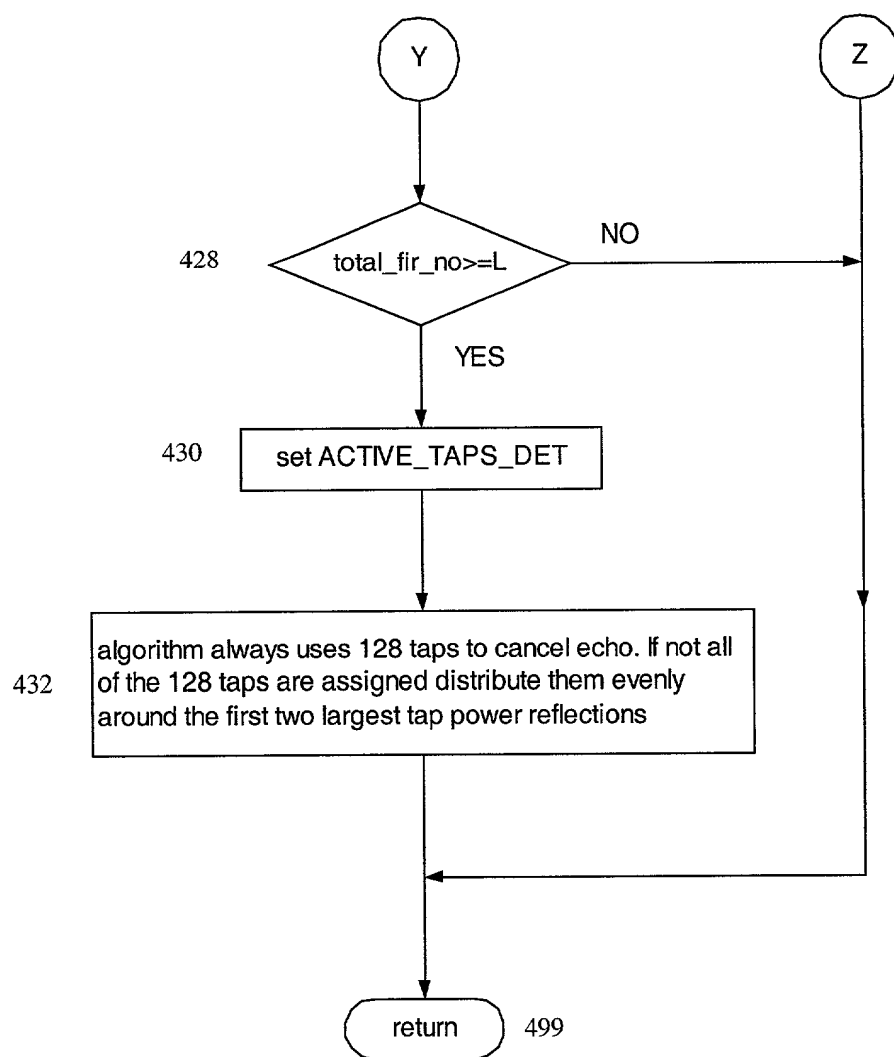 Y
Z
428
total_fir_no>=L
NO
YES
430
set ACTIVE_TAPS_DET
432
algorithm always uses 128 taps to cancel echo. If not all
of the 128 taps are assigned distribute them evenly
around the first two largest tap power reflections
return
499